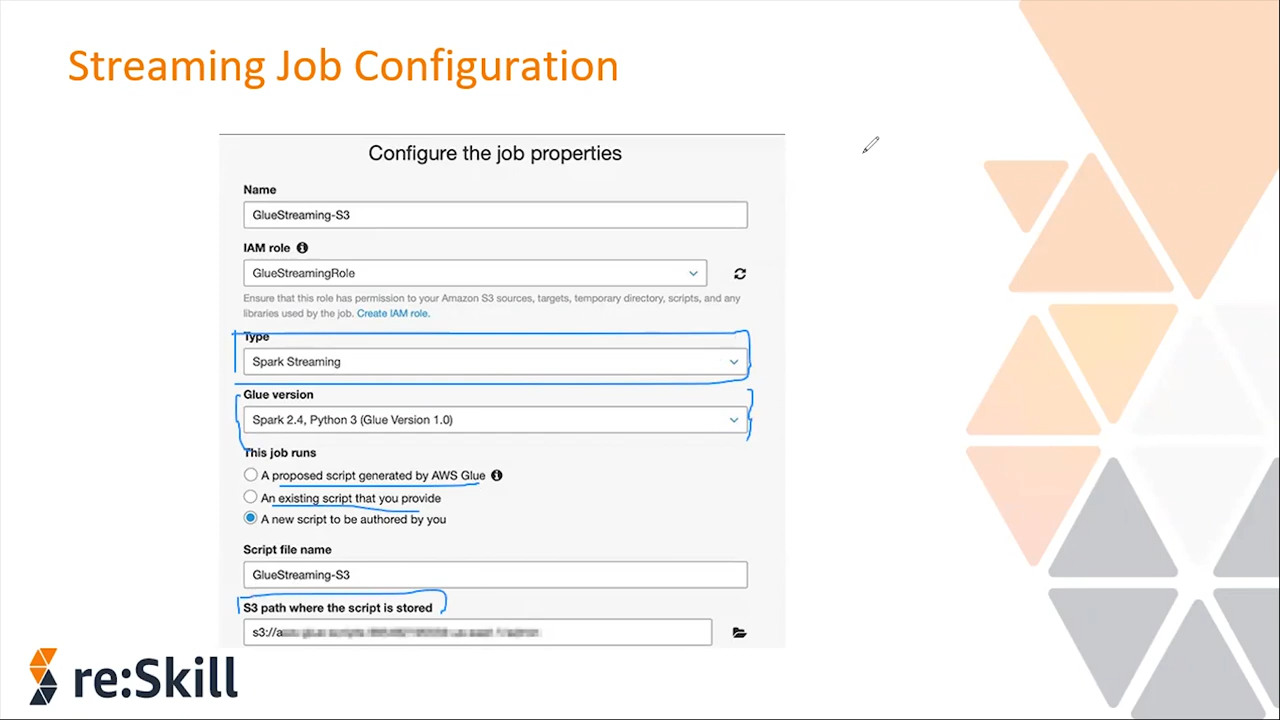 Streaming Job Configuration
Configure the job properties
Name
GlueStreaming-S3
IAM role
GlueStreamingRole
Ensure that this role has permission to your Amazon S3 sources, targets, temporary directory, scripts, and any
libraries used by the job. Create IAM role.
Type
Spark Streaming
Glue version
Spark 2.4, Python 3 (Glue Version 1.0)
This job runs
A proposed script generated by AWS Glue
An existing script that you provide
A new script to be authored by you
Script file name
GlueStreaming-S3
S3 path where the script is stored
s3://a
re:Skill